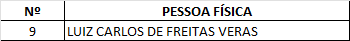 Nº PESSOA FÍSICA
9 LUIZ CARLOS DE FREITAS VERAS